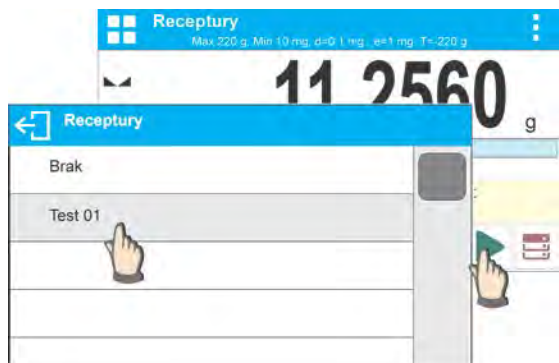 Receptury
Max 220 g, Min 10 mg, d=0.1 mg, e=1 mg T=-220 g
11.2560 g
Receptury
Brak
Test 01